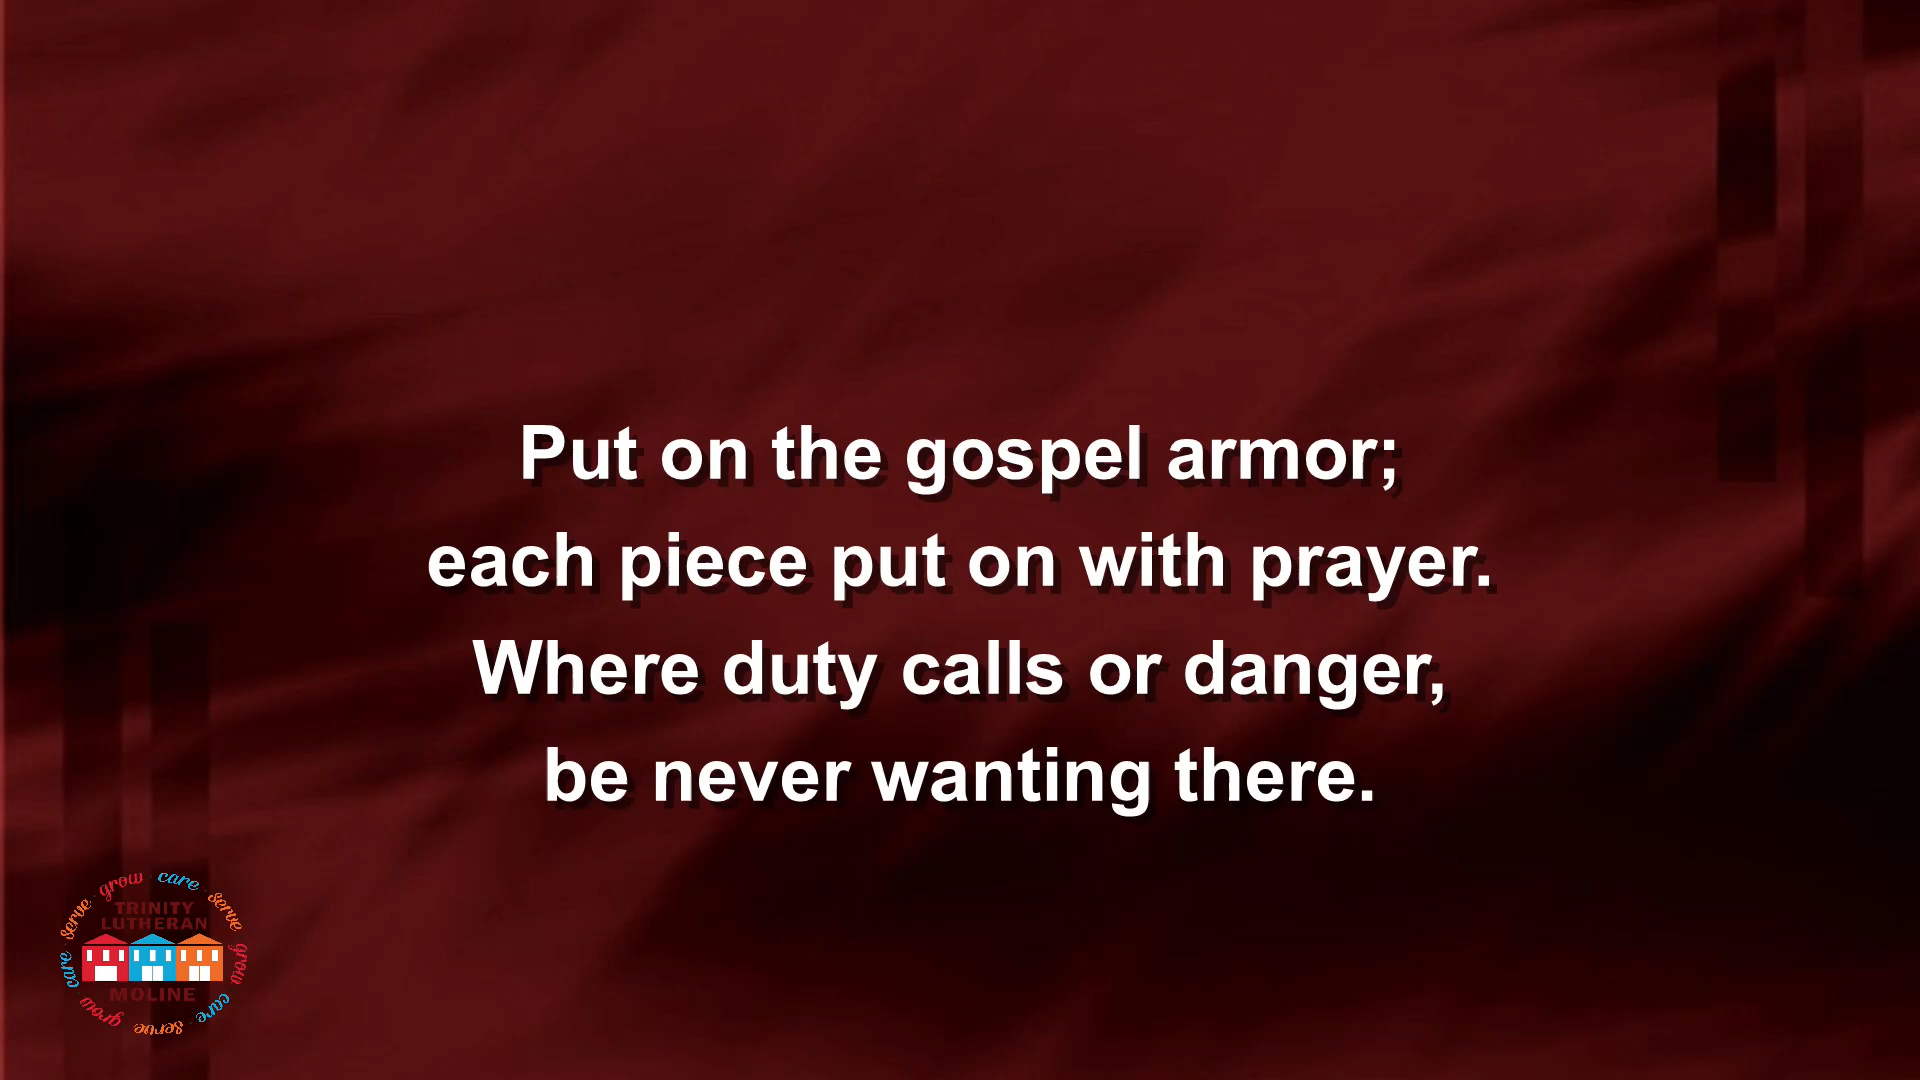 Put on the gospel armor;
each piece put on with prayer.
Where duty calls or danger,
be never wanting there.
grow care serve grow care serve grow care serve
TRINITY
LUTHERAN
MOLINE